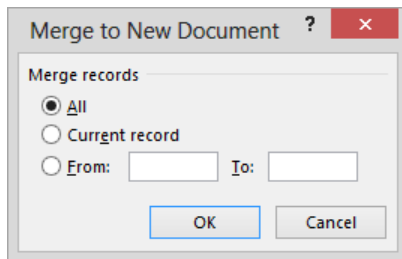 Merge to New Document ? ×
Merge records
All
Current record
From: To:
OK Cancel